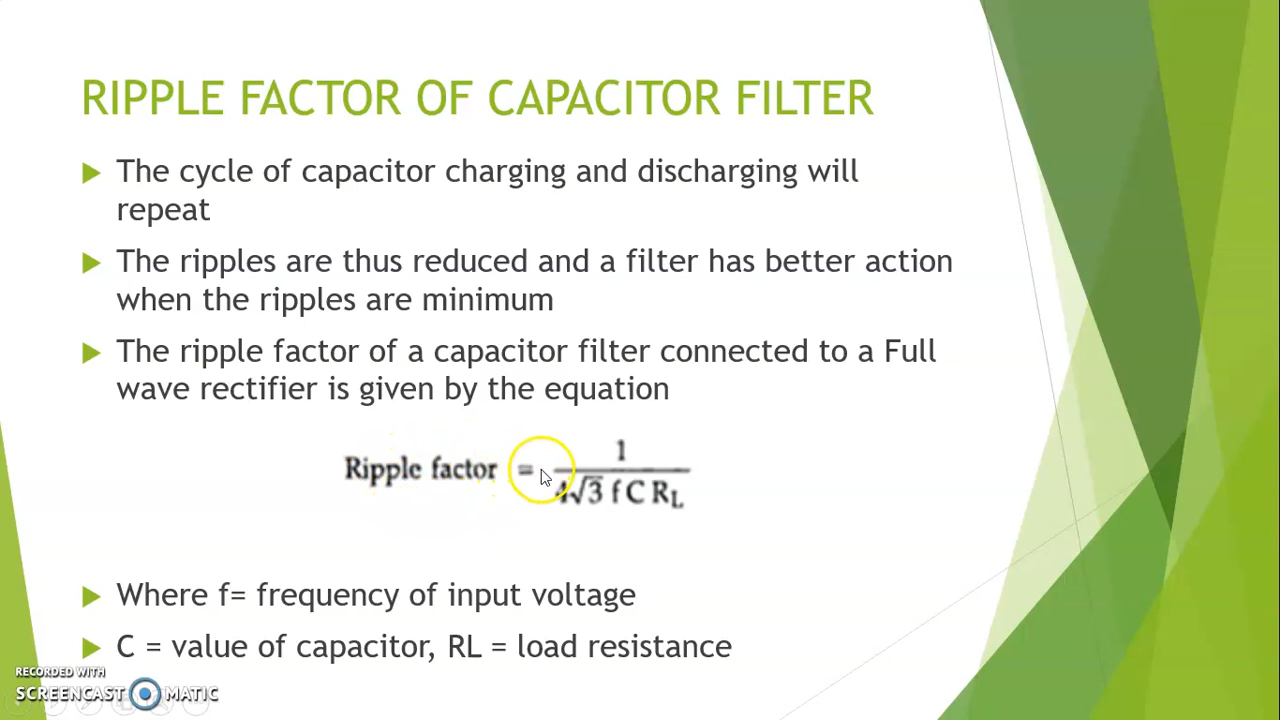 RIPPLE FACTOR OF CAPACITOR FILTER
The cycle of capacitor charging and discharging will
repeat
The ripples are thus reduced and a filter has better action
when the ripples are minimum
The ripple factor of a capacitor filter connected to a Full
wave rectifier is given by the equation
Ripple factor = 1
4√3 f C RL
Where f= frequency of input voltage
C = value of capacitor, RL = load resistance
RECORDED WITH
SCREENCAST MATIC